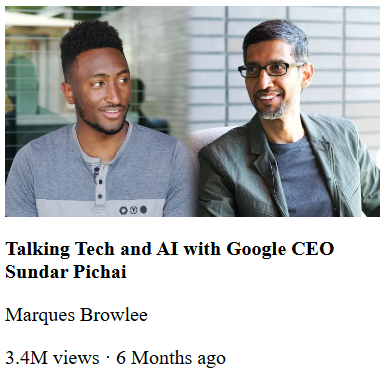 Talking Tech and AI with Google CEO
Sundar Pichai
Marques Browlee
3.4M views · 6 Months ago